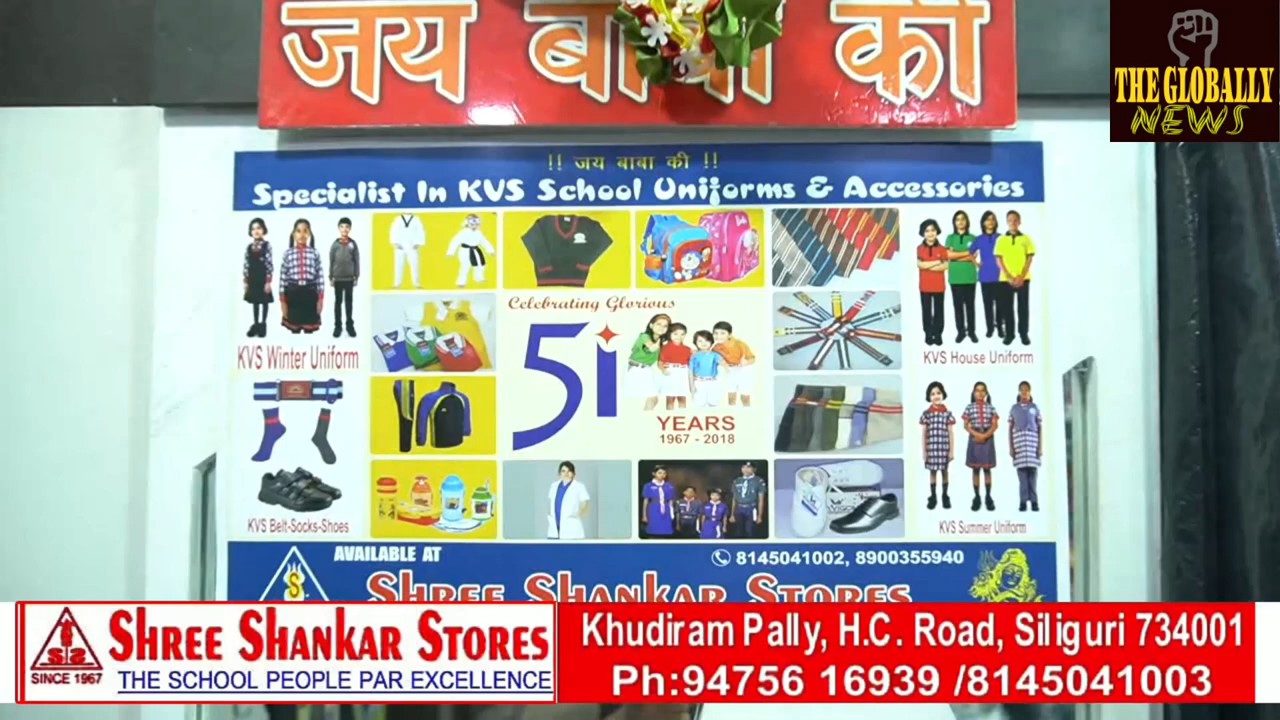 जय बाबा की
THE GLOBALLY
NEWS
!! जय बाबा की !!
Specialist In KVS School Uniforms & Accessories
KVS Winter Uniform
Celebrating Glorious
51
YEARS
1967 - 2018
KVS House Uniform
KVS Belt-Socks-Shoes
KVS Summer Uniform
AVAILABLE AT
8145041002, 8900355940
S
SHREE SHANKAR STORES
SHREE SHANKAR STORES
SINCE 1967
THE SCHOOL PEOPLE PAR EXCELLENCE
Khudiram Pally, H.C. Road, Siliguri 734001
Ph:94756 16939 /8145041003